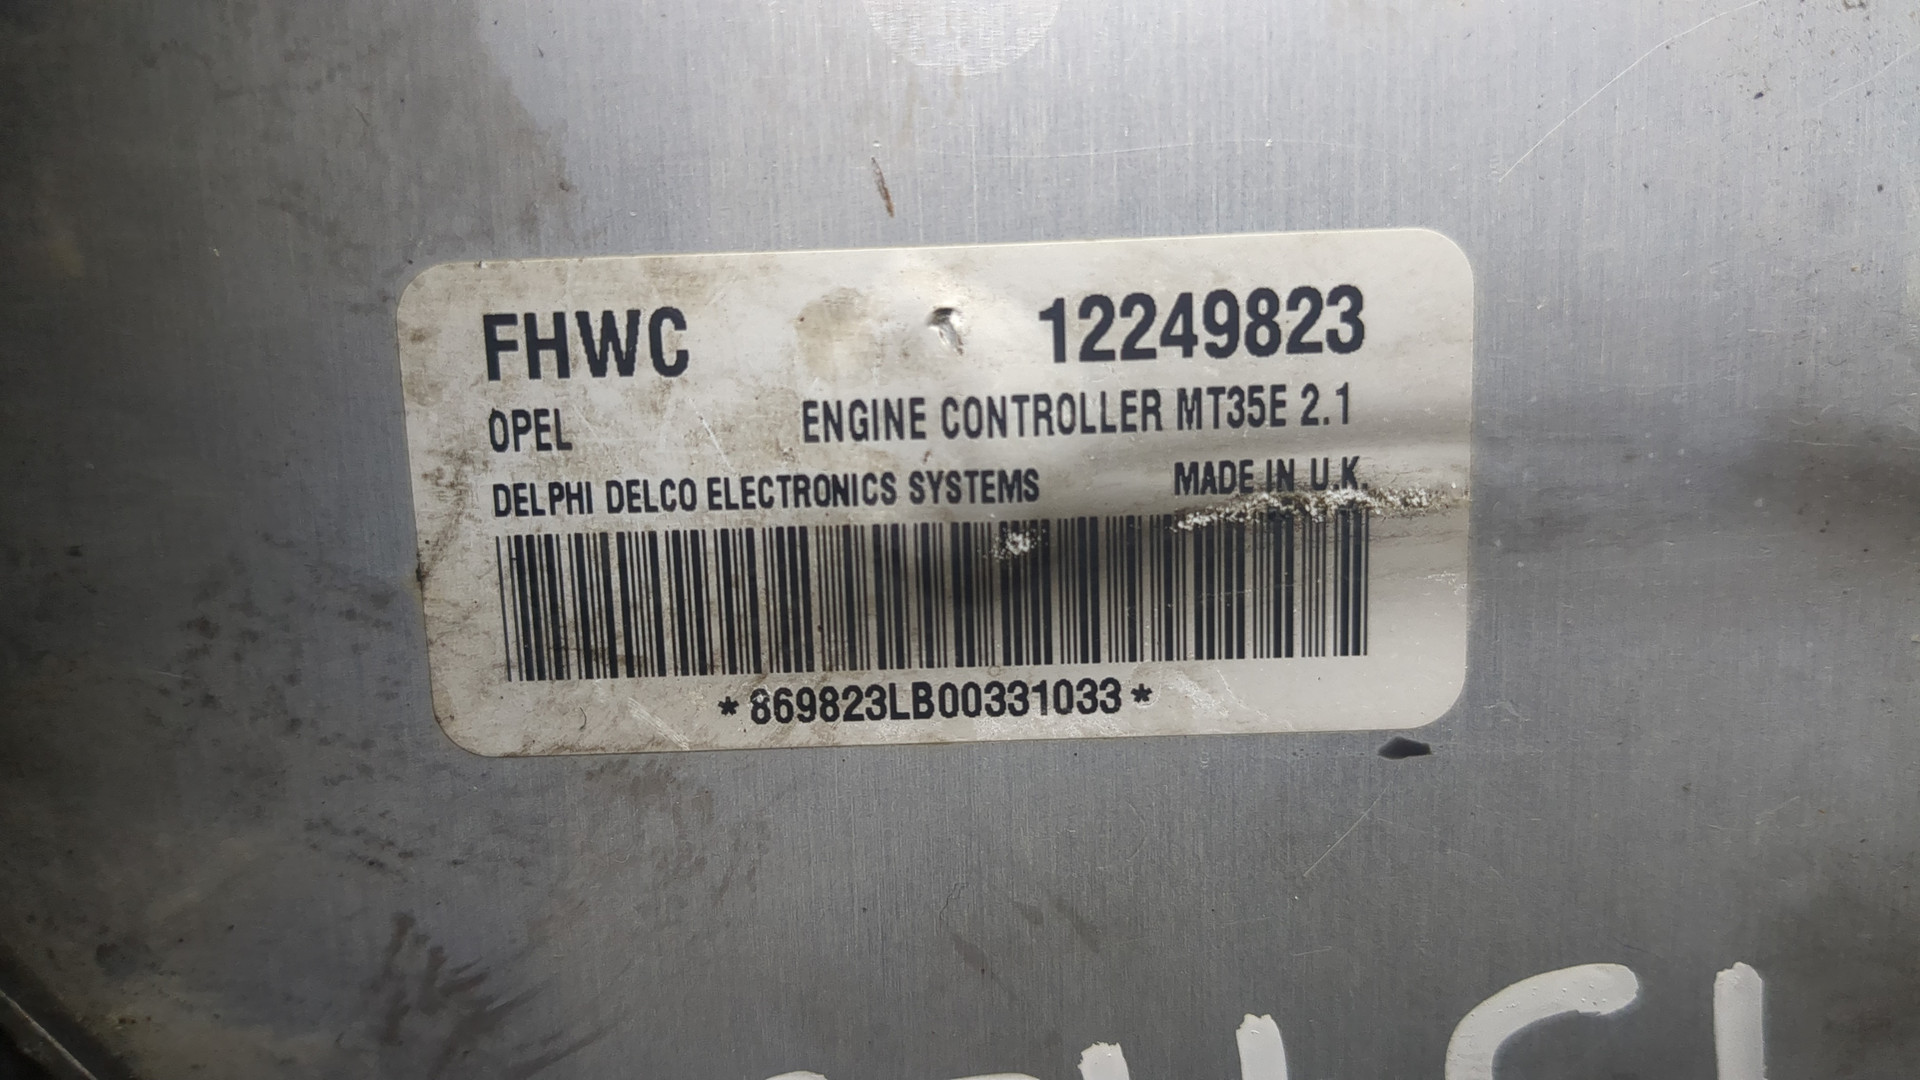 FHWC 12249823
OPEL ENGINE CONTROLLER MT35E 2.1
DELPHI DELCO ELECTRONICS SYSTEMS MADE IN U.K.
*869823LB00331033*